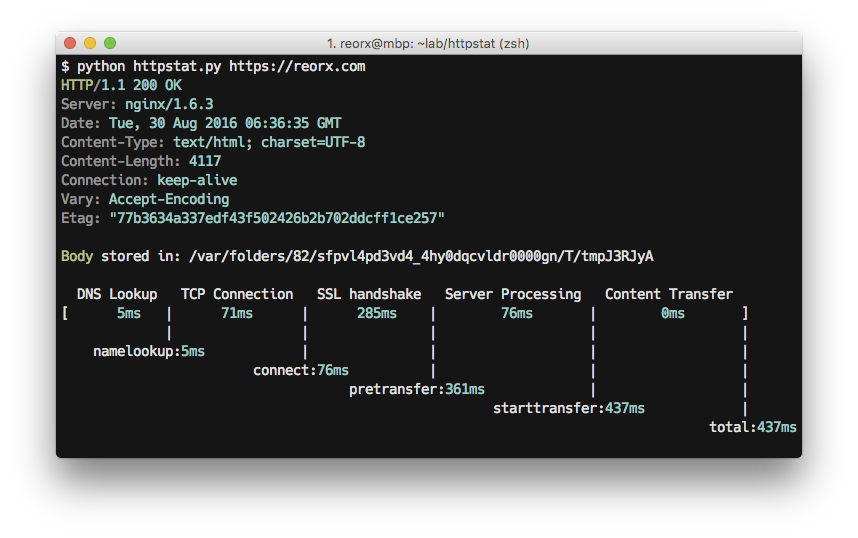 1. reorx@mbp: ~lab/httpstat (zsh)
$ python httpstat.py https://reorx.com
HTTP/1.1 200 OK
Server: nginx/1.6.3
Date: Tue, 30 Aug 2016 06:36:35 GMT
Content-Type: text/html; charset=UTF-8
Content-Length: 4117
Connection: keep-alive
Vary: Accept-Encoding
Etag: "77b3634a337edf43f502426b2b702ddcff1ce257"
Body stored in: /var/folders/82/sfpvl4pd3vd4_4hy0dqcvldr0000gn/T/tmpJ3RJyA
  DNS Lookup   TCP Connection   SSL handshake   Server Processing   Content Transfer
[      5ms   |      71ms      |      285ms    |        76ms       |        0ms       ]
             |                |               |                   |                  |
    namelookup:5ms            |               |                   |                  |
                        connect:76ms          |                   |                  |
                                    pretransfer:361ms             |                  |
                                                      starttransfer:437ms            |
                                                                                 total:437ms